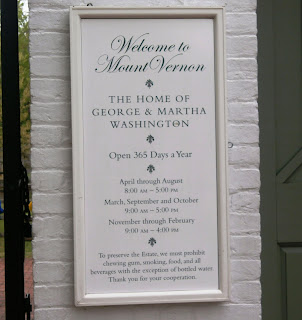 Welcome to
Mount Vernon
THE HOME OF
GEORGE & MARTHA
WASHINGTON
Open 365 Days a Year
April through August
8:00 AM – 5:00 PM
March, September and October
9:00 AM – 5:00 PM
November through February
9:00 AM – 4:00 PM
To preserve the Estate, we must prohibit
chewing gum, smoking, food, and all
beverages with the exception of bottled water.
Thank you for your cooperation.